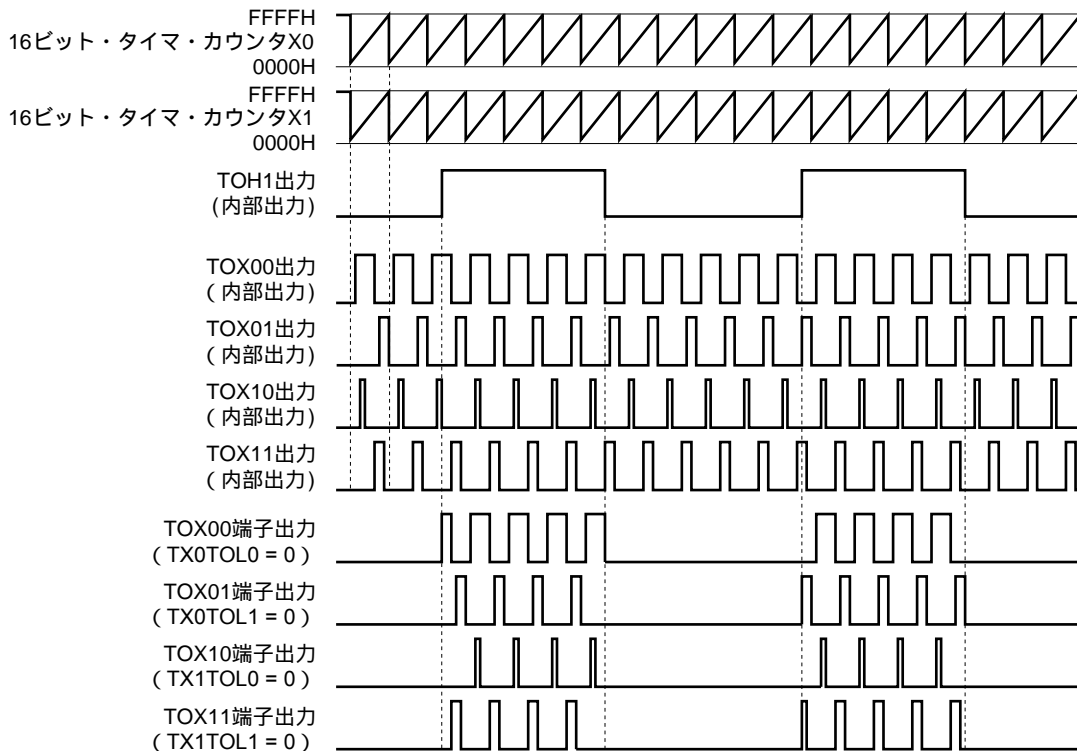 FFFFH
16ビット・タイマ・カウンタX0
0000H
FFFFH
16ビット・タイマ・カウンタX1
0000H
TOH1出力
(内部出力)
TOX00出力
(内部出力)
TOX01出力
(内部出力)
TOX10出力
(内部出力)
TOX11出力
(内部出力)
TOX00端子出力
(TX0TOL0 = 0)
TOX01端子出力
(TX0TOL1 = 0)
TOX10端子出力
(TX1TOL0 = 0)
TOX11端子出力
(TX1TOL1 = 0)